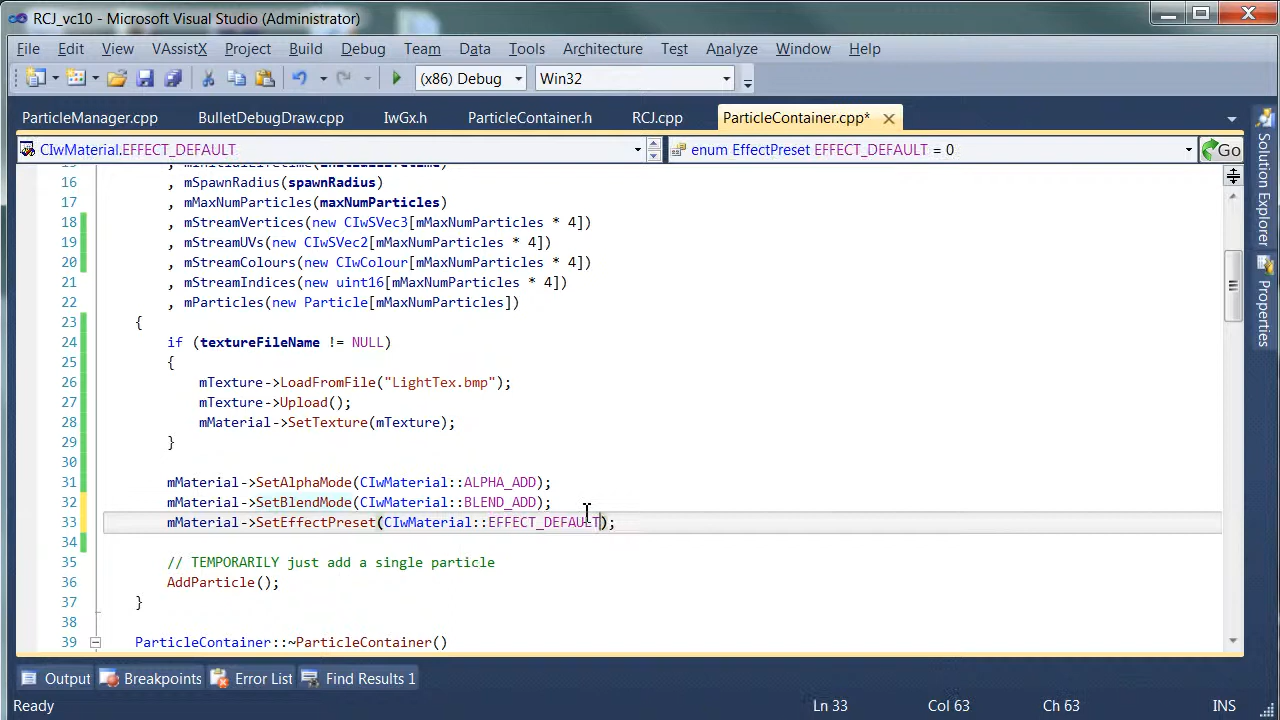 RCJ_vc10 - Microsoft Visual Studio (Administrator)
File Edit View VAssistX Project Build Debug Team Data Tools Architecture Test Analyze Window Help
(x86) Debug Win32
ParticleManager.cpp BulletDebugDraw.cpp IwGx.h ParticleContainer.h RCJ.cpp ParticleContainer.cpp*
CIwMaterial.EFFECT_DEFAULT enum EffectPreset EFFECT_DEFAULT = 0 Go
16 , mSpawnRadius(spawnRadius)
17 , mMaxNumParticles(maxNumParticles)
18 , mStreamVertices(new CIwSVec3[mMaxNumParticles * 4])
19 , mStreamUVs(new CIwSVec2[mMaxNumParticles * 4])
20 , mStreamColours(new CIwColour[mMaxNumParticles * 4])
21 , mStreamIndices(new uint16[mMaxNumParticles * 4])
22 , mParticles(new Particle[mMaxNumParticles])
23 {
24 if (textureFileName != NULL)
25 {
26 mTexture->LoadFromFile("LightTex.bmp");
27 mTexture->Upload();
28 mMaterial->SetTexture(mTexture);
29 }
30
31 mMaterial->SetAlphaMode(CIwMaterial::ALPHA_ADD);
32 mMaterial->SetBlendMode(CIwMaterial::BLEND_ADD);
33 mMaterial->SetEffectPreset(CIwMaterial::EFFECT_DEFAULT);
34
35 // TEMPORARILY just add a single particle
36 AddParticle();
37 }
38
39 ParticleContainer::~ParticleContainer()
Solution Explorer
Properties
Output Breakpoints Error List Find Results 1
Ready Ln 33 Col 63 Ch 63 INS